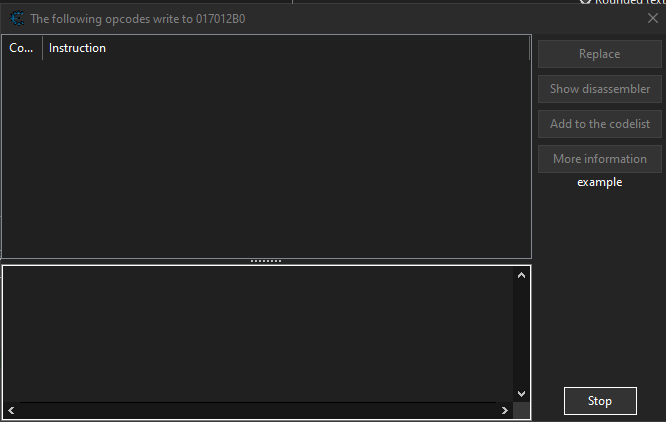 Rounded text
The following opcodes write to 017012B0
Co... Instruction
Replace
Show disassembler
Add to the codelist
More information
example
Stop